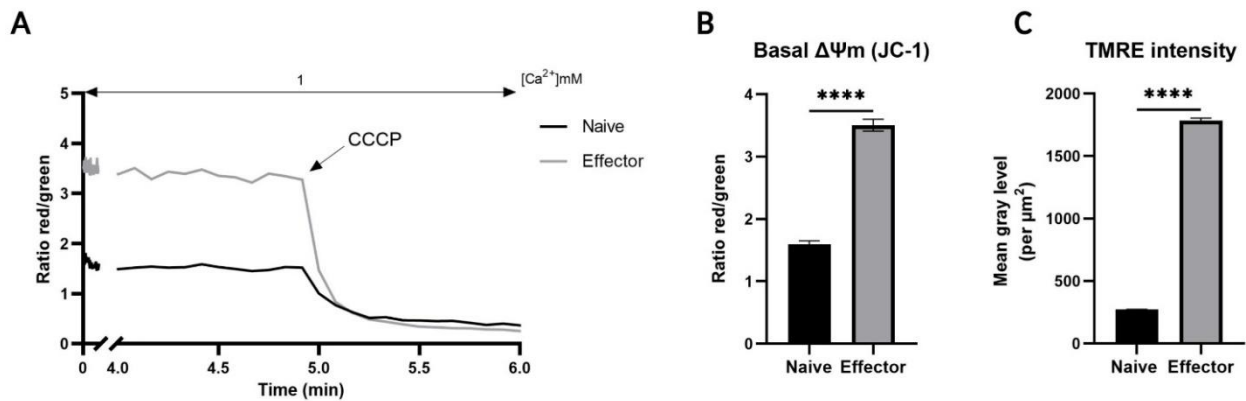 A
1
[Ca²⁺]mM
Ratio red/green
5
4
3
2
1
0
CCCP
Naive
Effector
0 4.0 4.5 5.0 5.5 6.0
Time (min)
B
Basal ΔΨm (JC-1)
****
Ratio red/green
4
3
2
1
0
Naive Effector
C
TMRE intensity
****
Mean gray level
(per µm²)
2000
1500
1000
500
0
Naive Effector